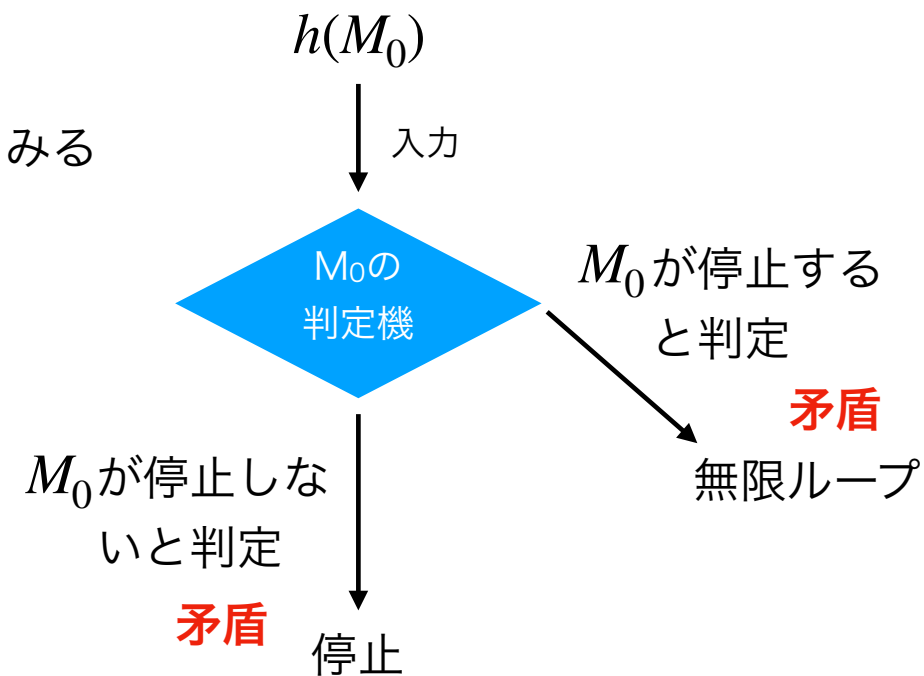 h(M₀)
みる
入力
M₀の
判定機
M₀が停止する
と判定
矛盾
無限ループ
M₀が停止しな
いと判定
矛盾
停止